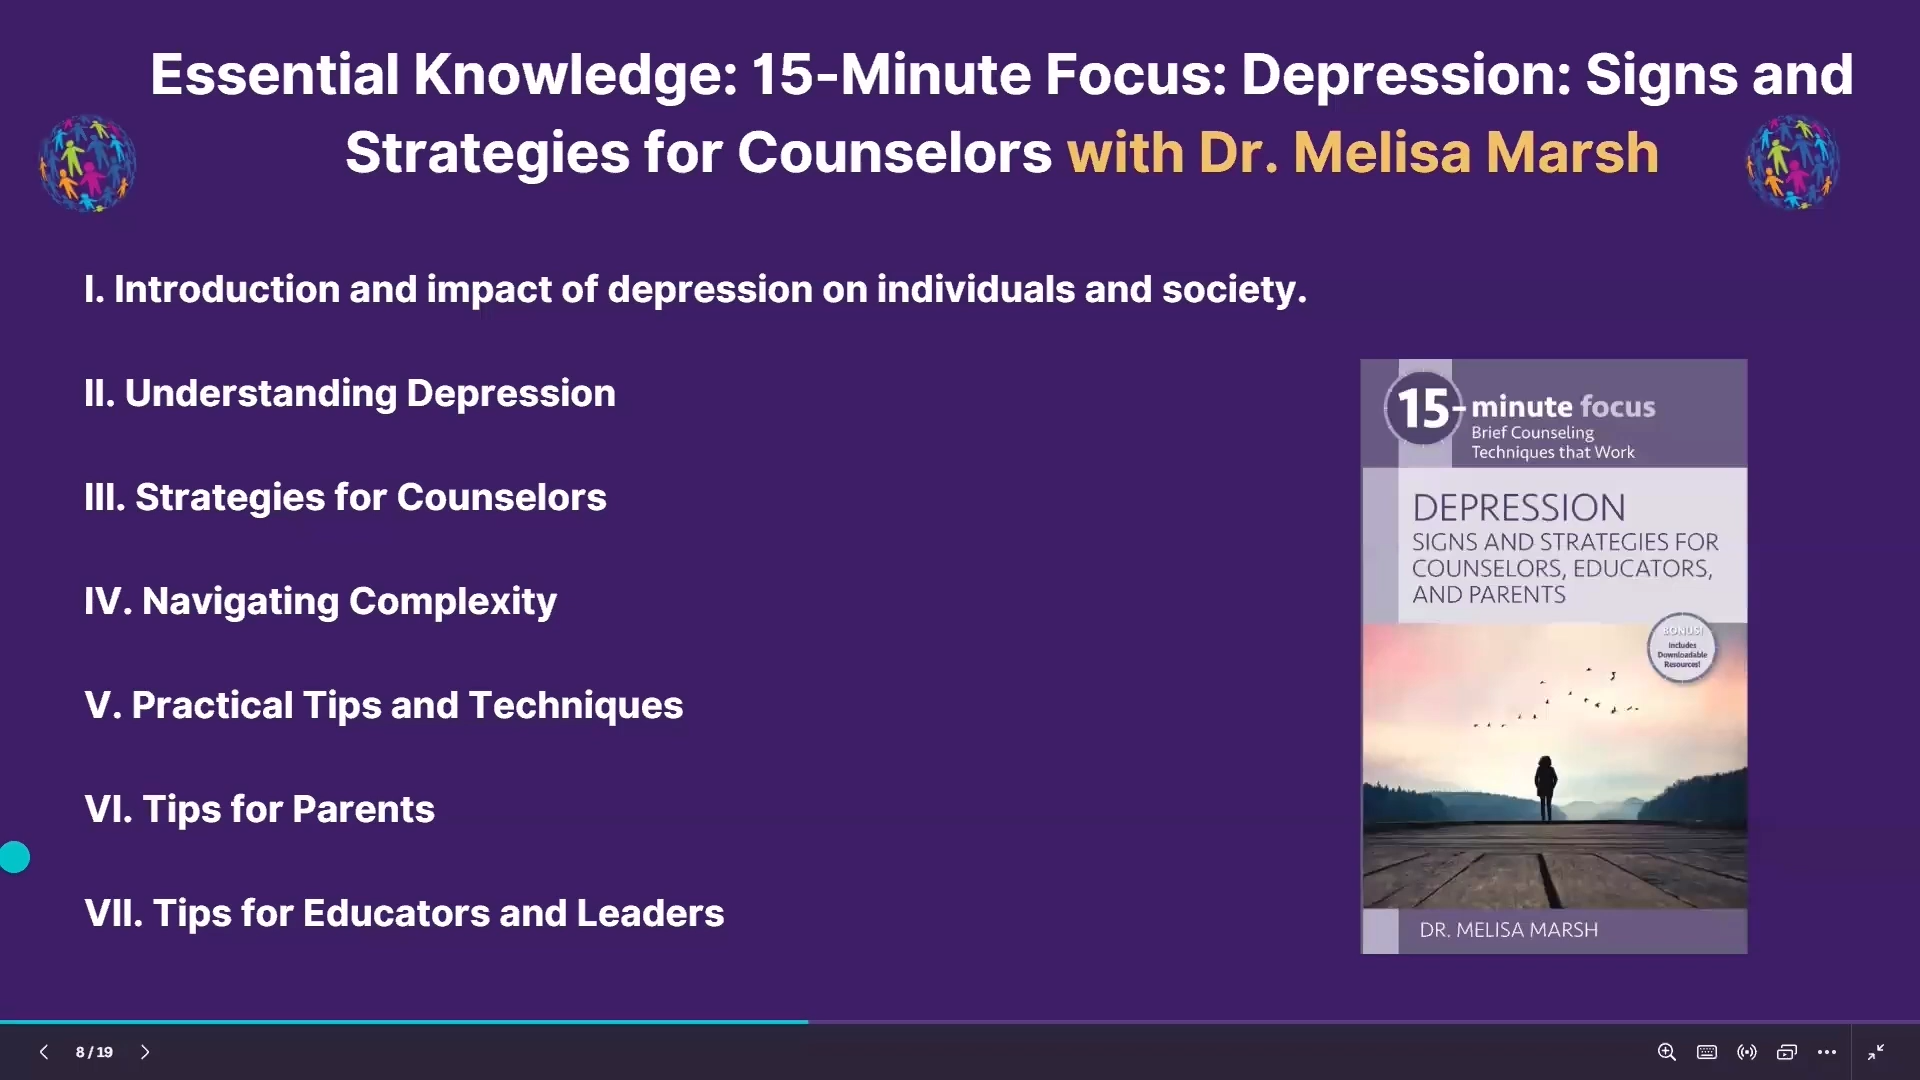 Essential Knowledge: 15-Minute Focus: Depression: Signs and
Strategies for Counselors with Dr. Melisa Marsh
I. Introduction and impact of depression on individuals and society.
II. Understanding Depression
III. Strategies for Counselors
IV. Navigating Complexity
V. Practical Tips and Techniques
VI. Tips for Parents
VII. Tips for Educators and Leaders
15-minute focus
Brief Counseling
Techniques that Work
DEPRESSION
SIGNS AND STRATEGIES FOR
COUNSELORS, EDUCATORS,
AND PARENTS
BONUS!
Includes
Downloadable
Resources!
DR. MELISA MARSH
8 / 19